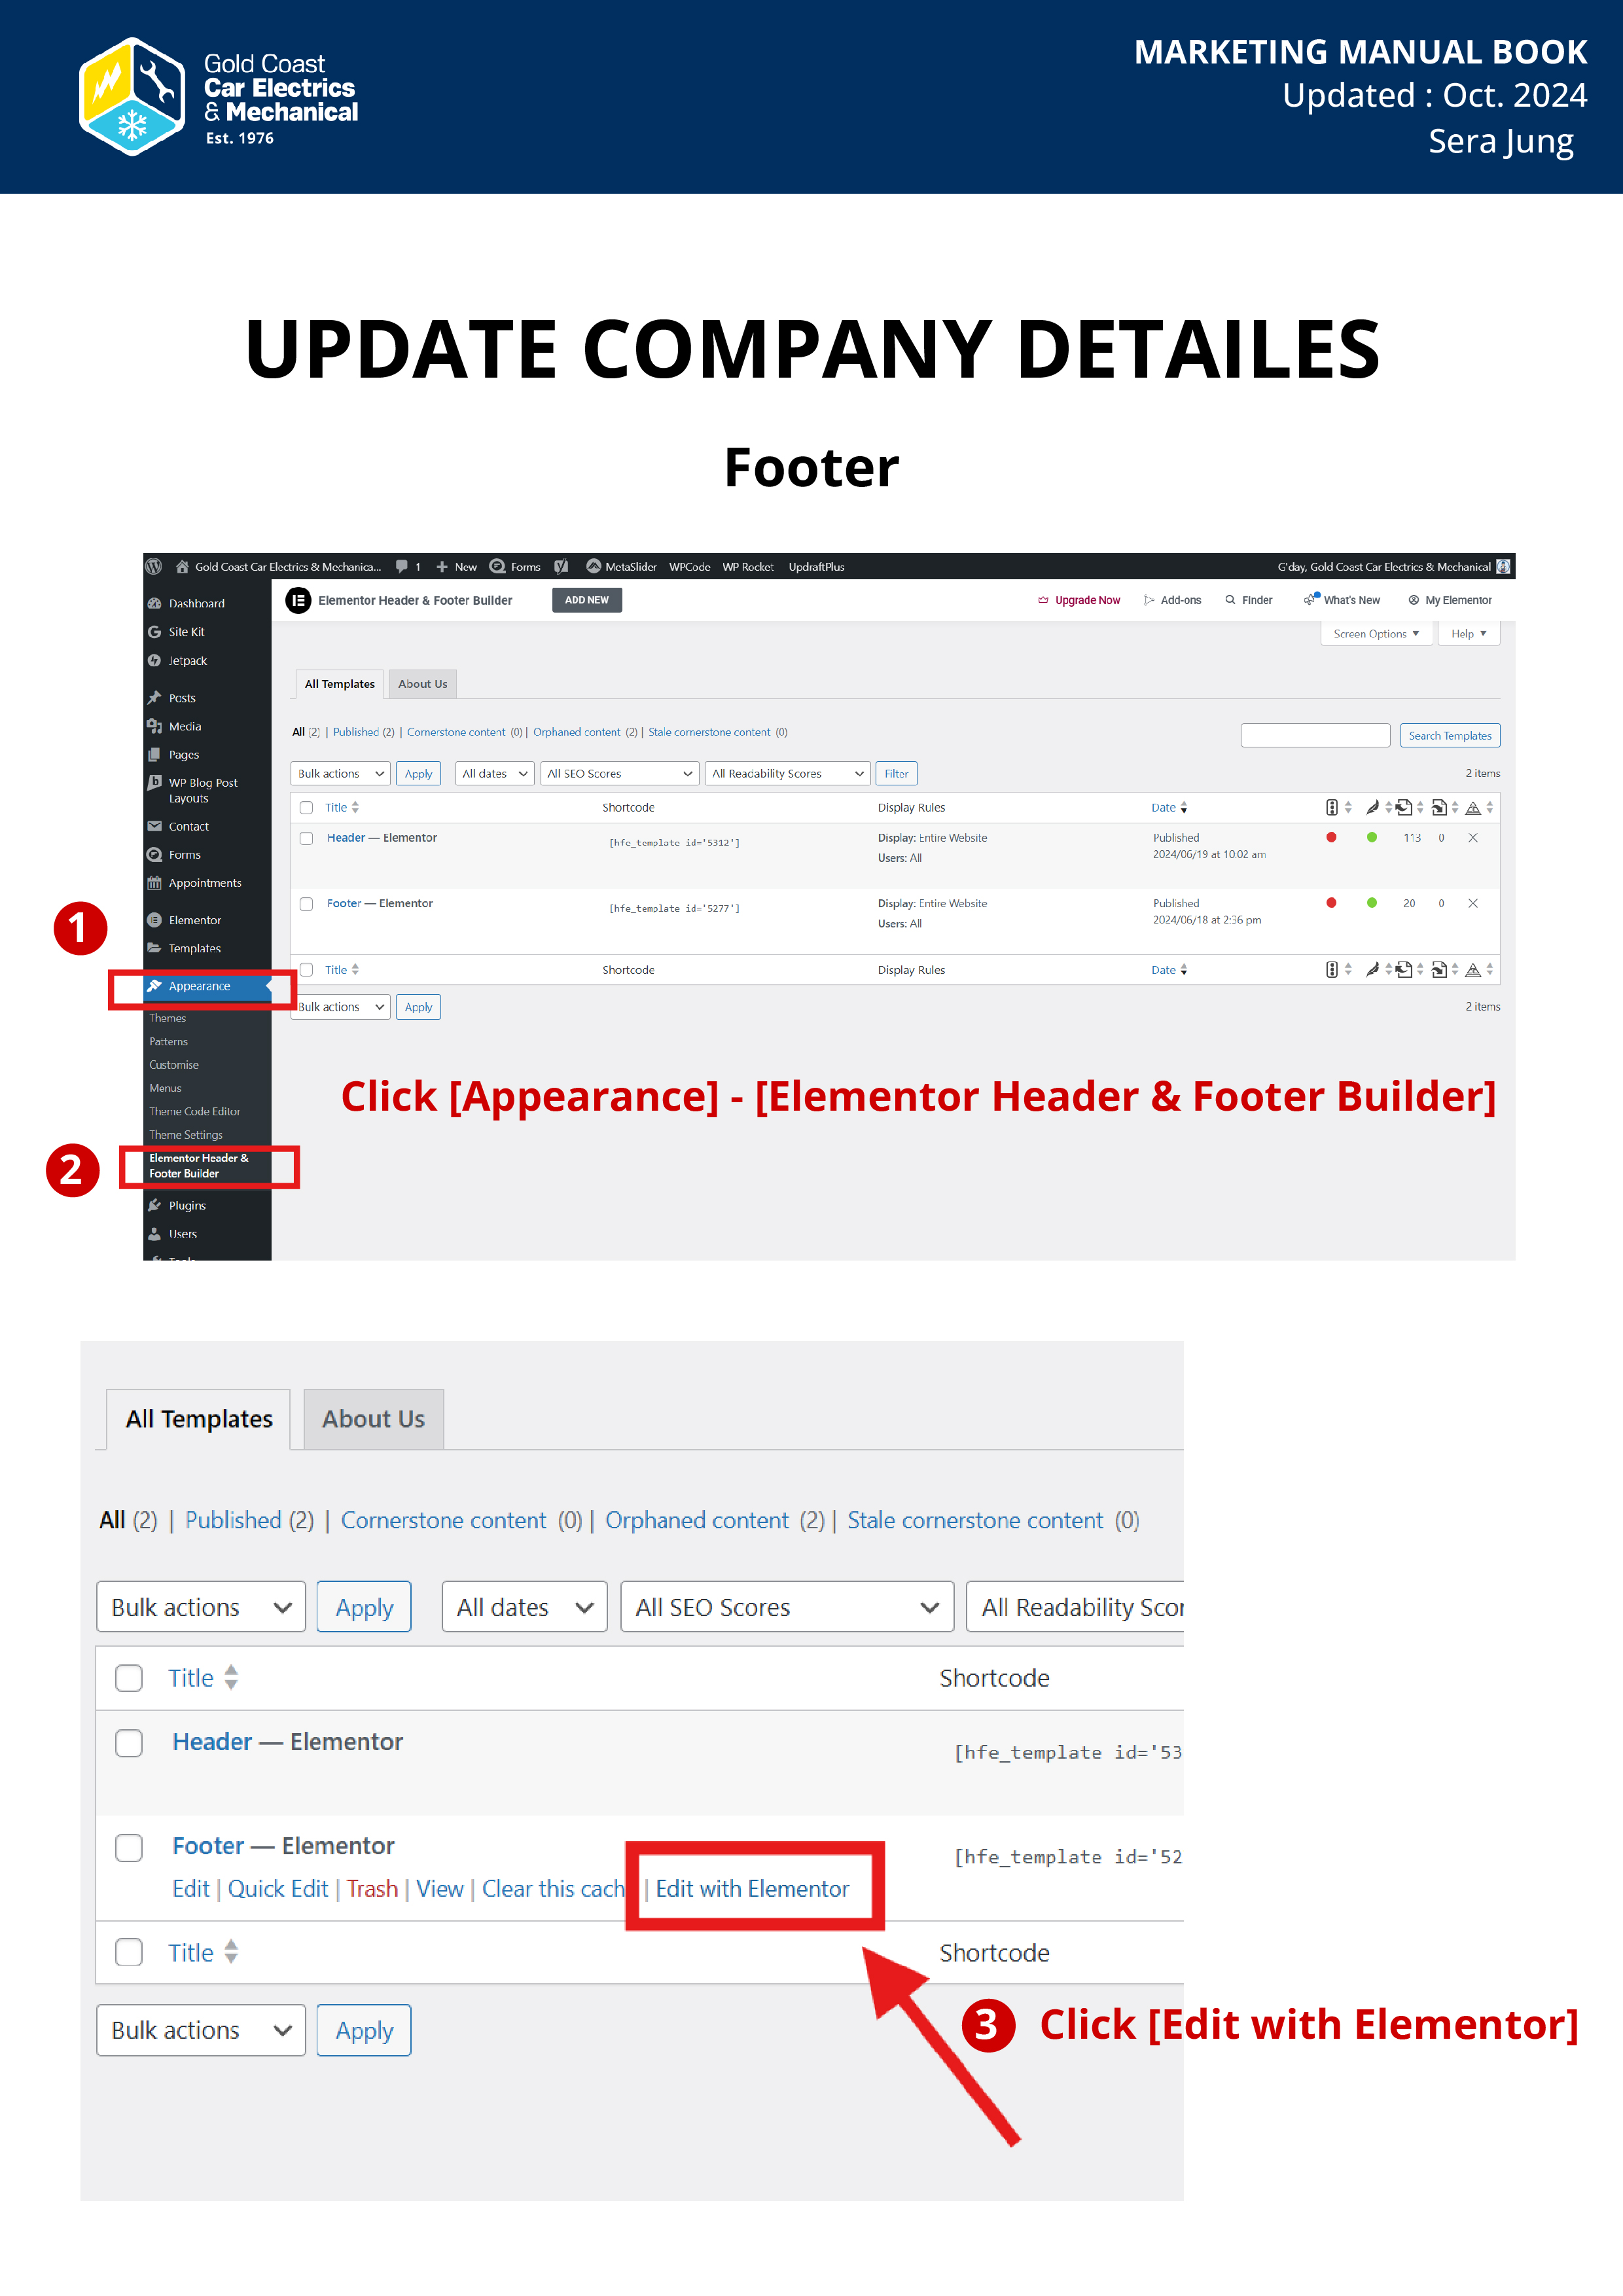 Gold Coast
Car Electrics
& Mechanical
Est. 1976
MARKETING MANUAL BOOK
Updated : Oct. 2024
Sera Jung
UPDATE COMPANY DETAILES
Footer
Gold Coast Car Electrics & Mechanica... 1 New Forms MetaSlider WPCode WP Rocket UpdraftPlus G'day, Gold Coast Car Electrics & Mechanical
Dashboard
Site Kit
Jetpack
Posts
Media
Pages
WP Blog Post
Layouts
Contact
Forms
Appointments
Elementor
Templates
Appearance
Themes
Patterns
Customise
Menus
Theme Code Editor
Theme Settings
Elementor Header &
Footer Builder
Plugins
Users
Tools
Elementor Header & Footer Builder ADD NEW Upgrade Now Add-ons Finder What's New My Elementor
Screen Options Help
All Templates About Us
All (2) | Published (2) | Cornerstone content (0) | Orphaned content (2) | Stale cornerstone content (0)
Search Templates
Bulk actions Apply All dates All SEO Scores All Readability Scores Filter 2 items
Title Shortcode Display Rules Date
Header — Elementor [hfe_template id='5312'] Display: Entire Website Published 113 0
Users: All 2024/06/19 at 10:02 am
Footer — Elementor [hfe_template id='5277'] Display: Entire Website Published 20 0
Users: All 2024/06/18 at 2:36 pm
Title Shortcode Display Rules Date
Bulk actions Apply 2 items
1
2
Click [Appearance] - [Elementor Header & Footer Builder]
All Templates About Us
All (2) | Published (2) | Cornerstone content (0) | Orphaned content (2) | Stale cornerstone content (0)
Bulk actions Apply All dates All SEO Scores All Readability Scor
Title Shortcode
Header — Elementor [hfe_template id='53
Footer — Elementor [hfe_template id='52
Edit | Quick Edit | Trash | View | Clear this cach | Edit with Elementor
Title Shortcode
Bulk actions Apply
3 Click [Edit with Elementor]